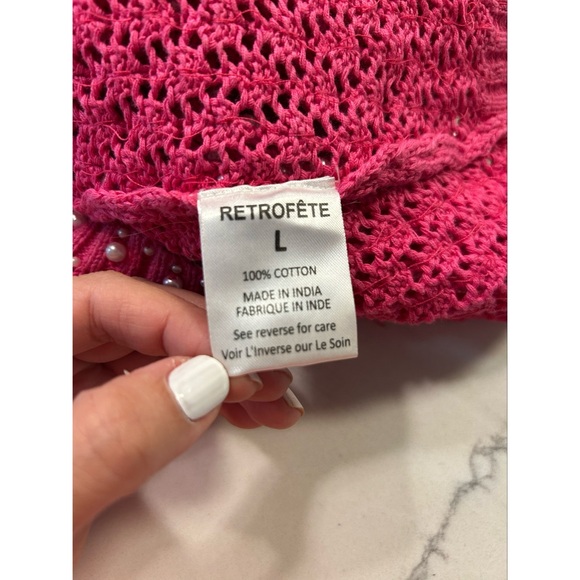 RETROFÊTE
L
100% COTTON
MADE IN INDIA
FABRIQUE IN INDE
See reverse for care
Voir L'Inverse our Le Soin